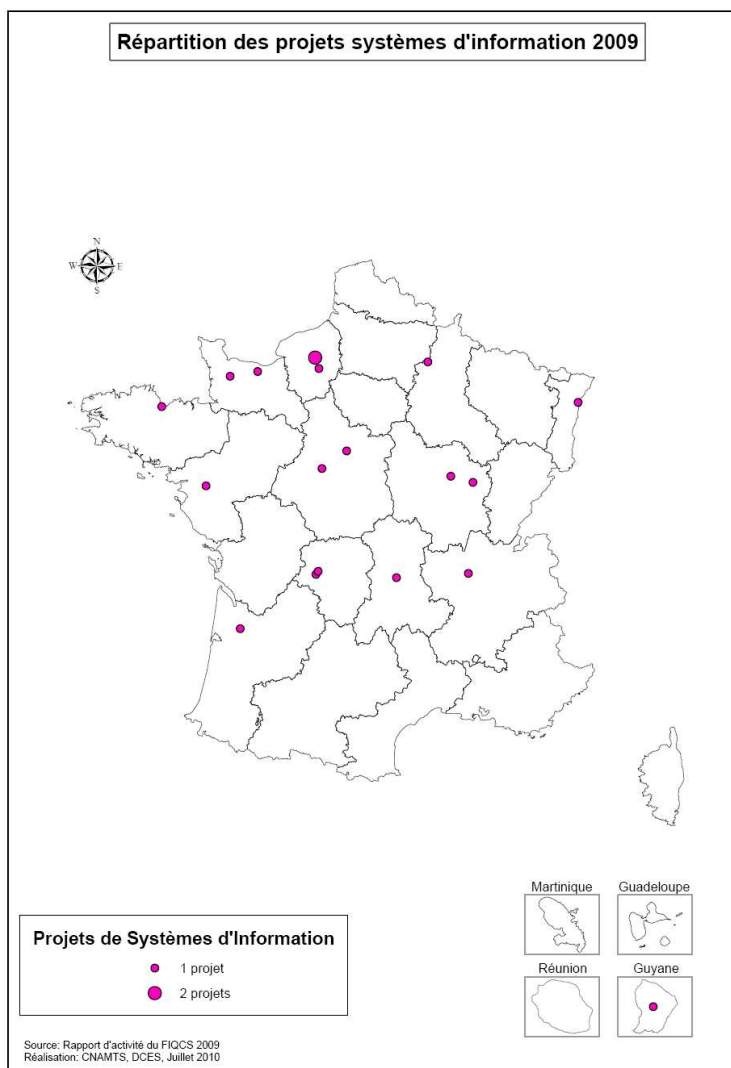 Répartition des projets systèmes d'information 2009
N
W E
S
Martinique Guadeloupe
Réunion Guyane
Projets de Systèmes d'Information
1 projet
2 projets
Source: Rapport d'activité du FIQCS 2009
Réalisation: CNAMTS, DCES, Juillet 2010